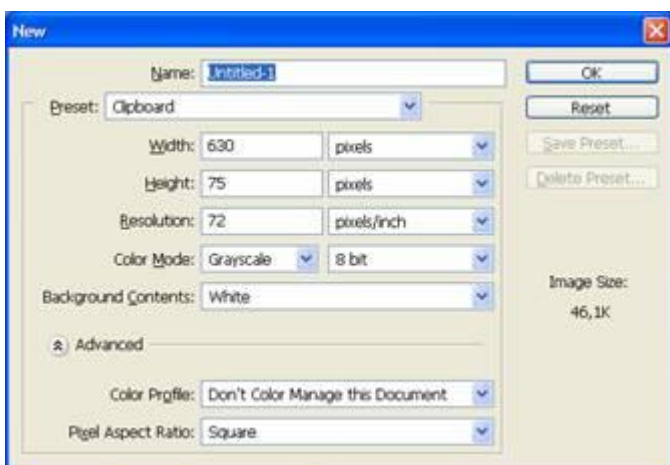 New
Name: Untitled-1
OK
Preset: Clipboard
Reset
Width: 630 pixels
Save Preset...
Height: 75 pixels
Delete Preset...
Resolution: 72 pixels/inch
Color Mode: Grayscale 8 bit
Image Size:
Background Contents: White
46,1K
Advanced
Color Profile: Don't Color Manage this Document
Pixel Aspect Ratio: Square